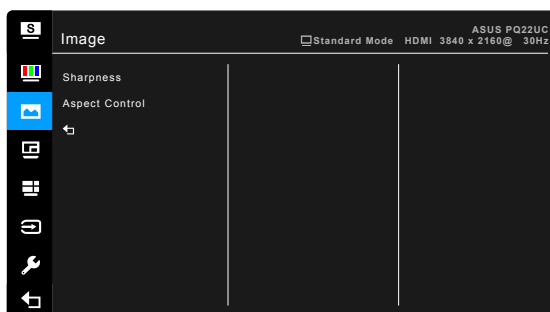 S
Image
ASUS PQ22UC
Standard Mode HDMI 3840 x 2160@ 30Hz
Sharpness
Aspect Control